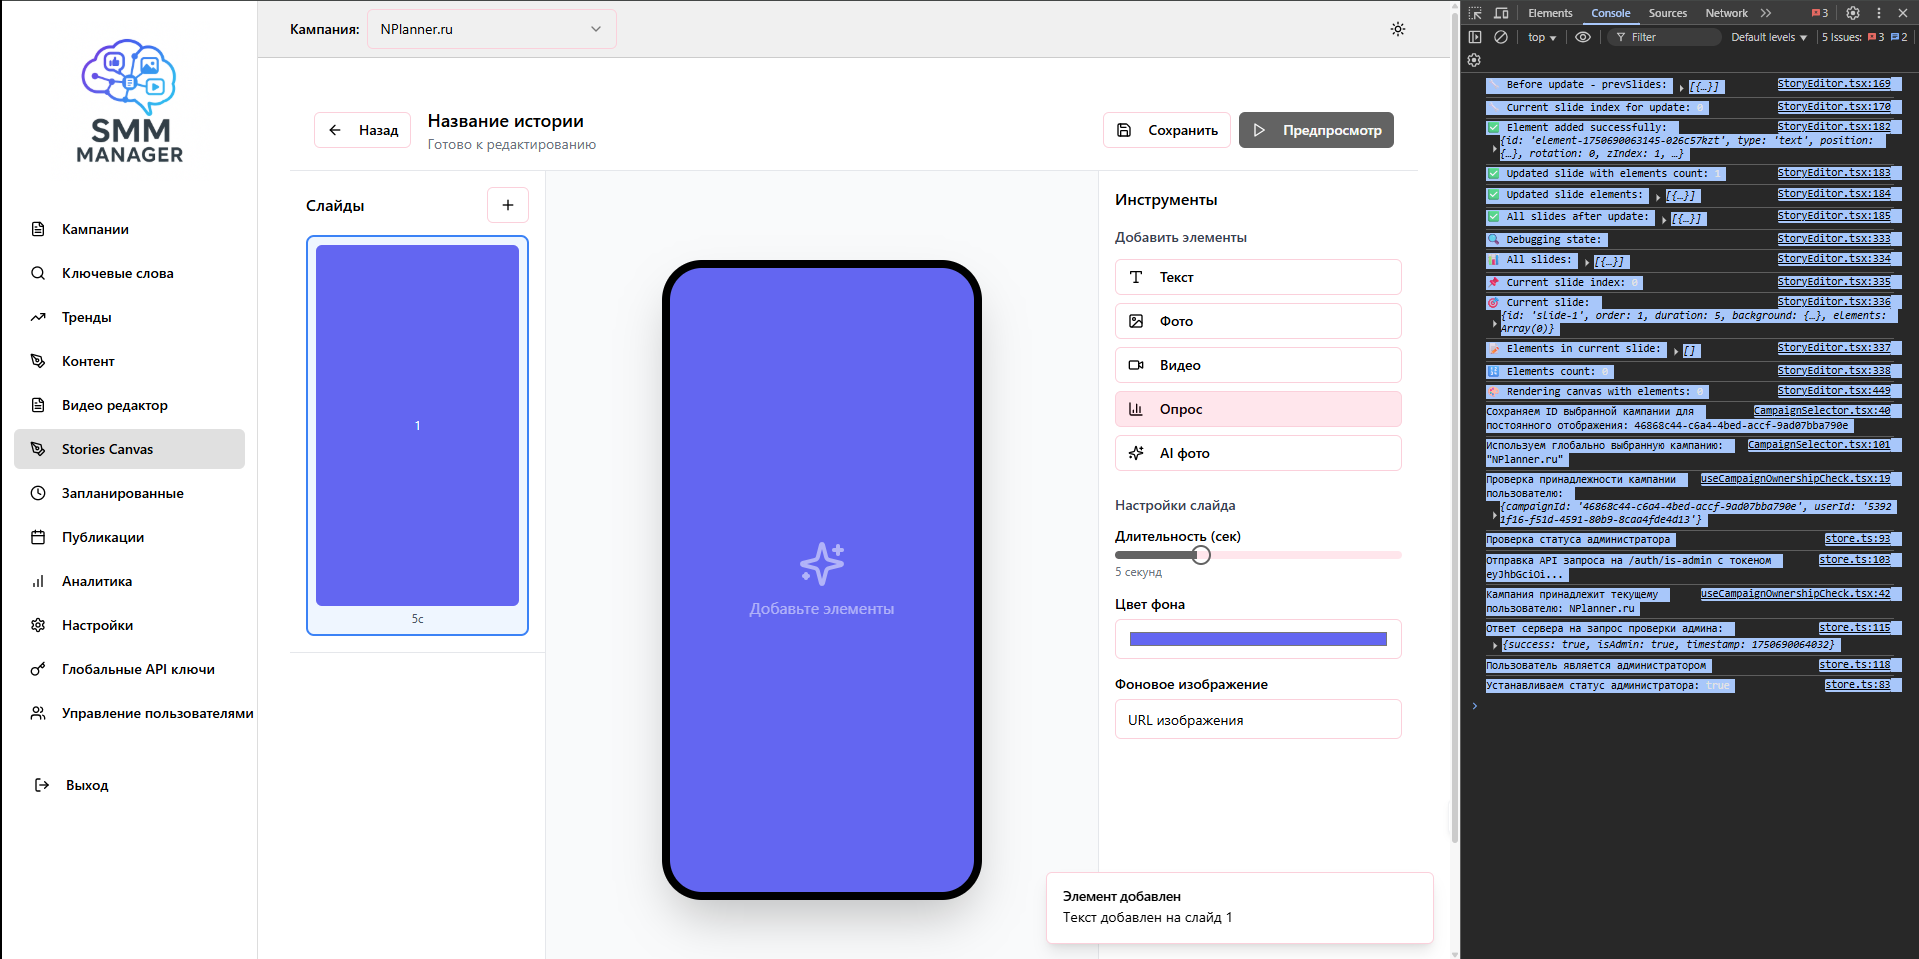 SMM
MANAGER
Кампании
Ключевые слова
Тренды
Контент
Видео редактор
Stories Canvas
Запланированные
Публикации
Аналитика
Настройки
Глобальные API ключи
Управление пользователями
Выход
Кампания:
NPlanner.ru
Назад
Название истории
Готово к редактированию
Сохранить
Предпросмотр
Слайды
1
5с
Добавьте элементы
Инструменты
Добавить элементы
Текст
Фото
Видео
Опрос
AI фото
Настройки слайда
Длительность (сек)
5 секунд
Цвет фона
Фоновое изображение
URL изображения
Элемент добавлен
Текст добавлен на слайд 1
Elements Console Sources Network 3
top Filter Default levels 5 Issues: 3 2
Before update - prevSlides: [{…}] StoryEditor.tsx:169
Current slide index for update: 0 StoryEditor.tsx:170
Element added successfully: StoryEditor.tsx:182
{id: 'element-1750690063145-026c57kzt', type: 'text', position:
{…}, rotation: 0, zIndex: 1, …}
Updated slide with elements count: 1 StoryEditor.tsx:183
Updated slide elements: [{…}] StoryEditor.tsx:184
All slides after update: [{…}] StoryEditor.tsx:185
Debugging state: StoryEditor.tsx:333
All slides: [{…}] StoryEditor.tsx:334
Current slide index: 0 StoryEditor.tsx:335
Current slide: StoryEditor.tsx:336
{id: 'slide-1', order: 1, duration: 5, background: {…}, elements:
Array(0)}
Elements in current slide: [] StoryEditor.tsx:337
Elements count: 0 StoryEditor.tsx:338
Rendering canvas with elements: 0 StoryEditor.tsx:449
Сохраняем ID выбранной кампании для CampaignSelector.tsx:40
постоянного отображения: 46868c44-c6a4-4bed-accf-9ad07bba790e
Используем глобально выбранную кампанию: CampaignSelector.tsx:101
"NPlanner.ru"
Проверка принадлежности кампании useCampaignOwnershipCheck.tsx:19
пользователю:
{campaignId: '46868c44-c6a4-4bed-accf-9ad07bba790e', userId: '5392
1f16-f51d-4591-80b9-8caa4fde4d13'}
Проверка статуса администратора store.ts:93
Отправка API запроса на /auth/is-admin с токеном store.ts:103
eyJhbGciOi...
Кампания принадлежит текущему useCampaignOwnershipCheck.tsx:42
пользователю: NPlanner.ru
Ответ сервера на запрос проверки админа: store.ts:115
{success: true, isAdmin: true, timestamp: 1750690064032}
Пользователь является администратором store.ts:118
Устанавливаем статус администратора: true store.ts:83